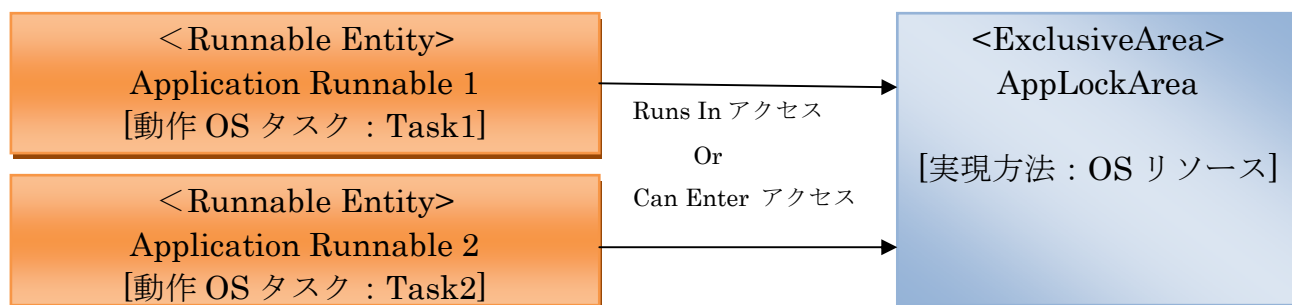 ＜Runnable Entity>
Application Runnable 1
[動作 OS タスク：Task1]
Runs In アクセス
Or
Can Enter アクセス
＜Runnable Entity>
Application Runnable 2
[動作 OS タスク：Task2]
<ExclusiveArea>
AppLockArea
[実現方法：OS リソース]